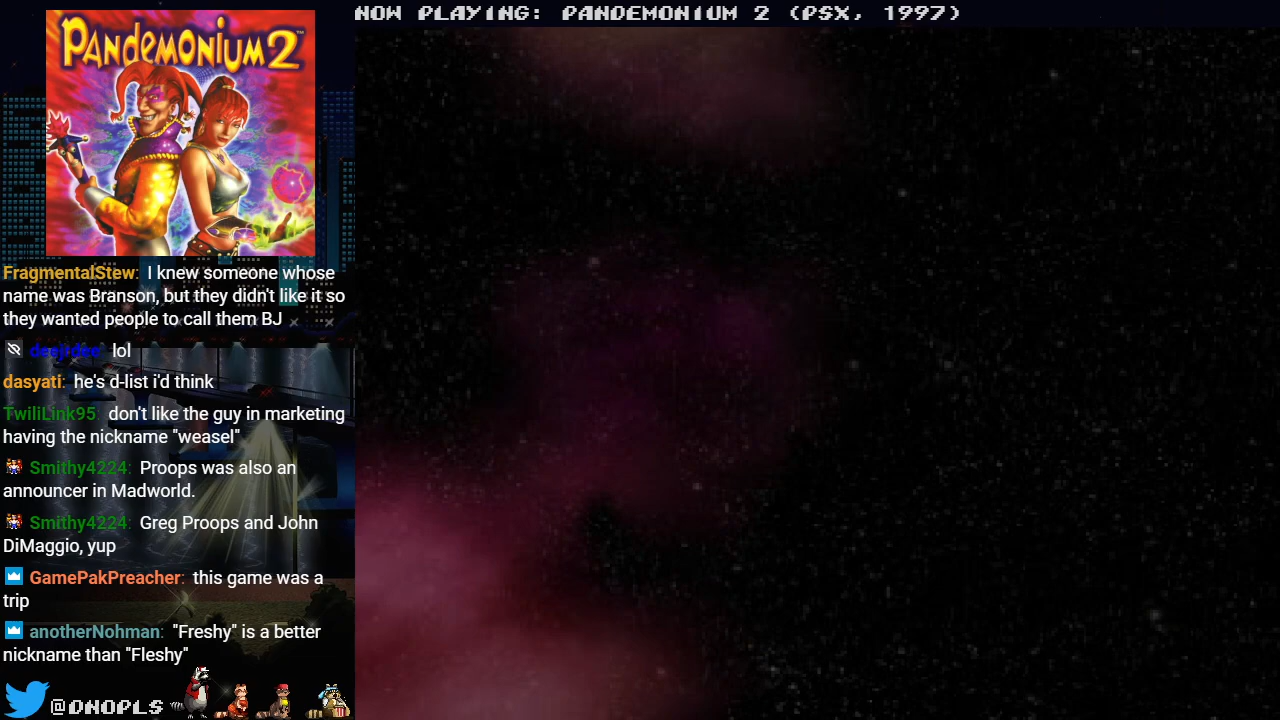 NOW PLAYING: PANDEMONIUM 2 (PSX, 1997)
PANDEMONIUM 2
FragmentalStew: I knew someone whose
name was Branson, but they didn't like it so
they wanted people to call them BJ
deejrdee lol
dasyati: he's d-list i'd think
TwiliLink95: don't like the guy in marketing
having the nickname "weasel"
Smithy4224: Proops was also an
announcer in Madworld.
Smithy4224: Greg Proops and John
DiMaggio, yup
GamePakPreacher: this game was a
trip
anotherNohman: "Freshy" is a better
nickname than "Fleshy"
@DNOPLS